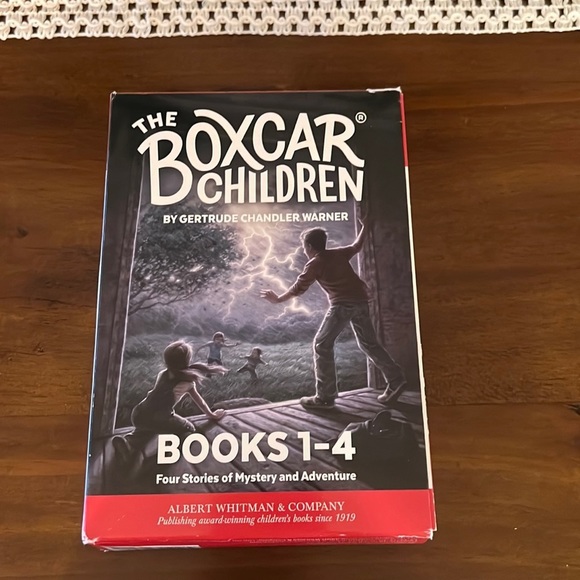 THE
BOXCAR®
CHILDREN
BY GERTRUDE CHANDLER WARNER
BOOKS 1-4
Four Stories of Mystery and Adventure
ALBERT WHITMAN & COMPANY
Publishing award-winning children's books since 1919